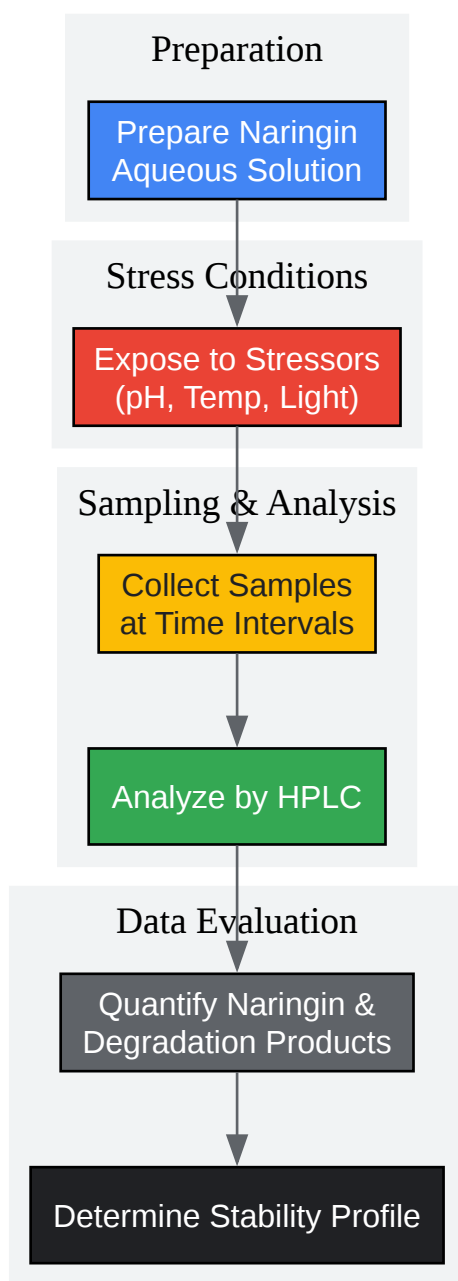 Preparation
Prepare Naringin
Aqueous Solution
Stress Conditions
Expose to Stressors
(pH, Temp, Light)
Sampling & Analysis
Collect Samples
at Time Intervals
Analyze by HPLC
Data Evaluation
Quantify Naringin &
Degradation Products
Determine Stability Profile